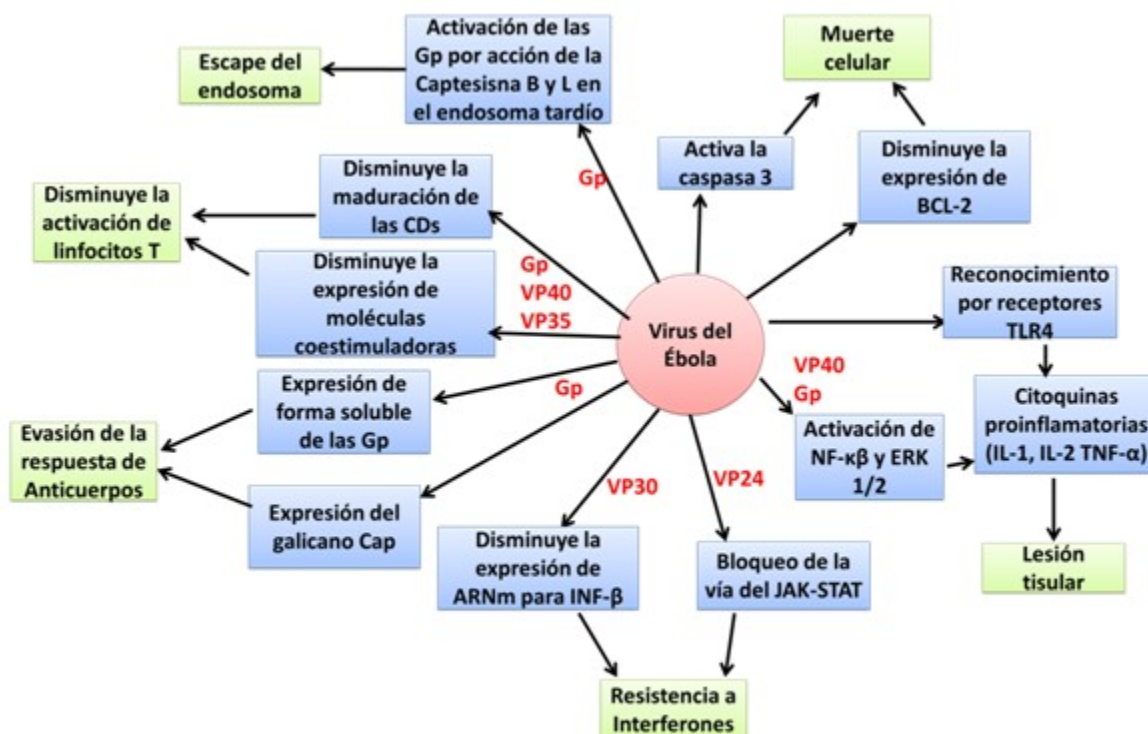 Activación de las
Gp por acción de la
Captesisna B y L en
el endosoma tardío
Escape del
endosoma
Muerte
celular
Activa la
caspasa 3
Disminuye la
expresión de
BCL-2
Gp
Disminuye la
maduración de
las CDs
Disminuye la
activación de
linfocitos T
Disminuye la
expresión de
moléculas
coestimuladoras
Gp
VP40
VP35
Virus del
Ébola
Reconocimiento
por receptores
TLR4
VP40
Gp
Activación de
NF-κβ y ERK
1/2
Citoquinas
proinflamatorias
(IL-1, IL-2 TNF-α)
Lesión
tisular
Expresión de
forma soluble
de las Gp
Gp
Evasión de la
respuesta de
Anticuerpos
Expresión del
galicano Cap
VP30
VP24
Disminuye la
expresión de
ARNm para INF-β
Bloqueo de la
vía del JAK-STAT
Resistencia a
Interferones